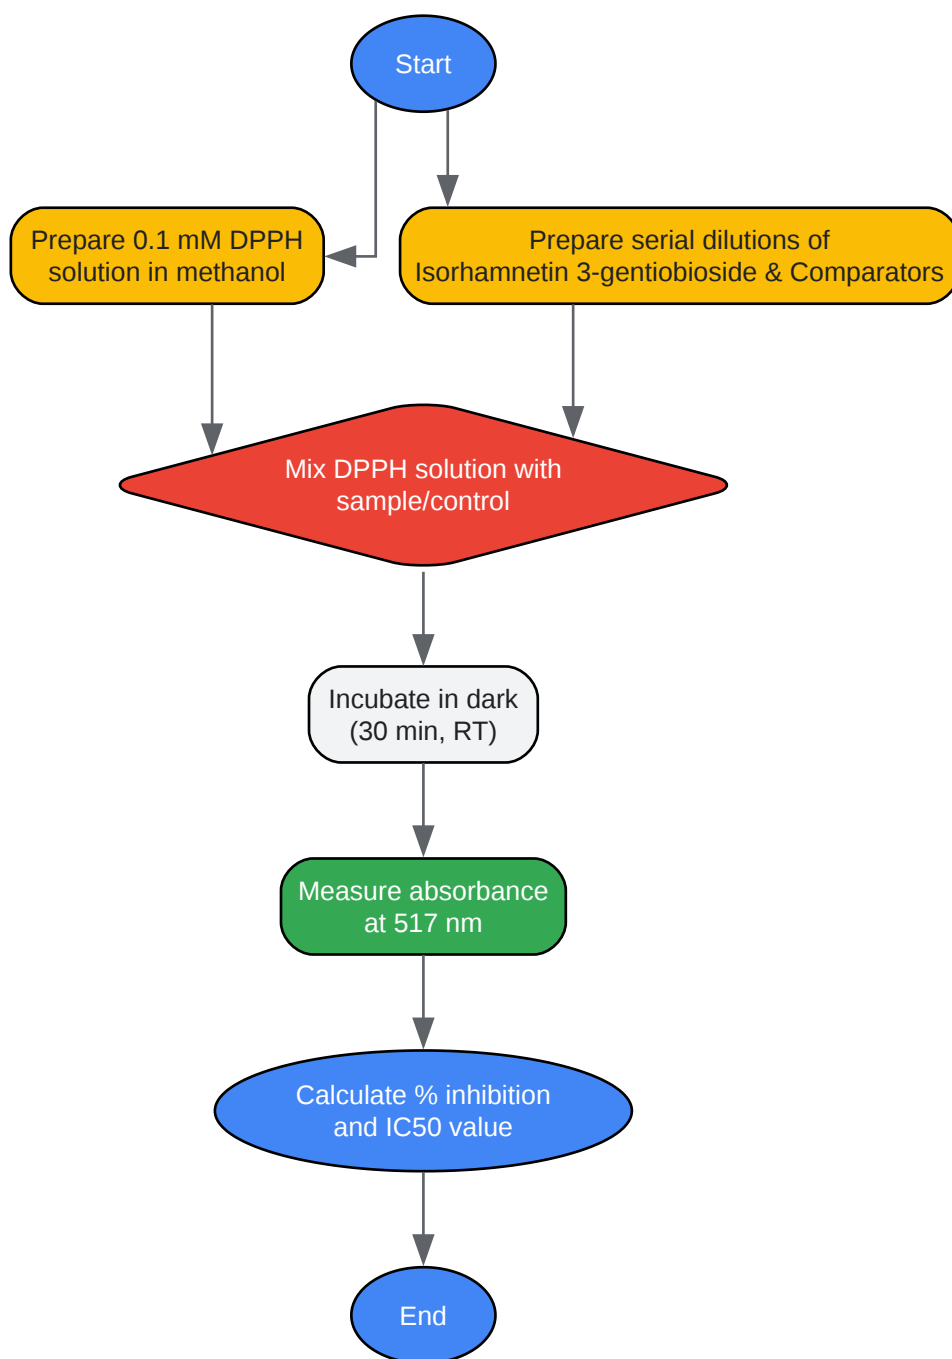 Start
Prepare 0.1 mM DPPH
solution in methanol
Prepare serial dilutions of
Isorhamnetin 3-gentiobioside & Comparators
Mix DPPH solution with
sample/control
Incubate in dark
(30 min, RT)
Measure absorbance
at 517 nm
Calculate % inhibition
and IC50 value
End